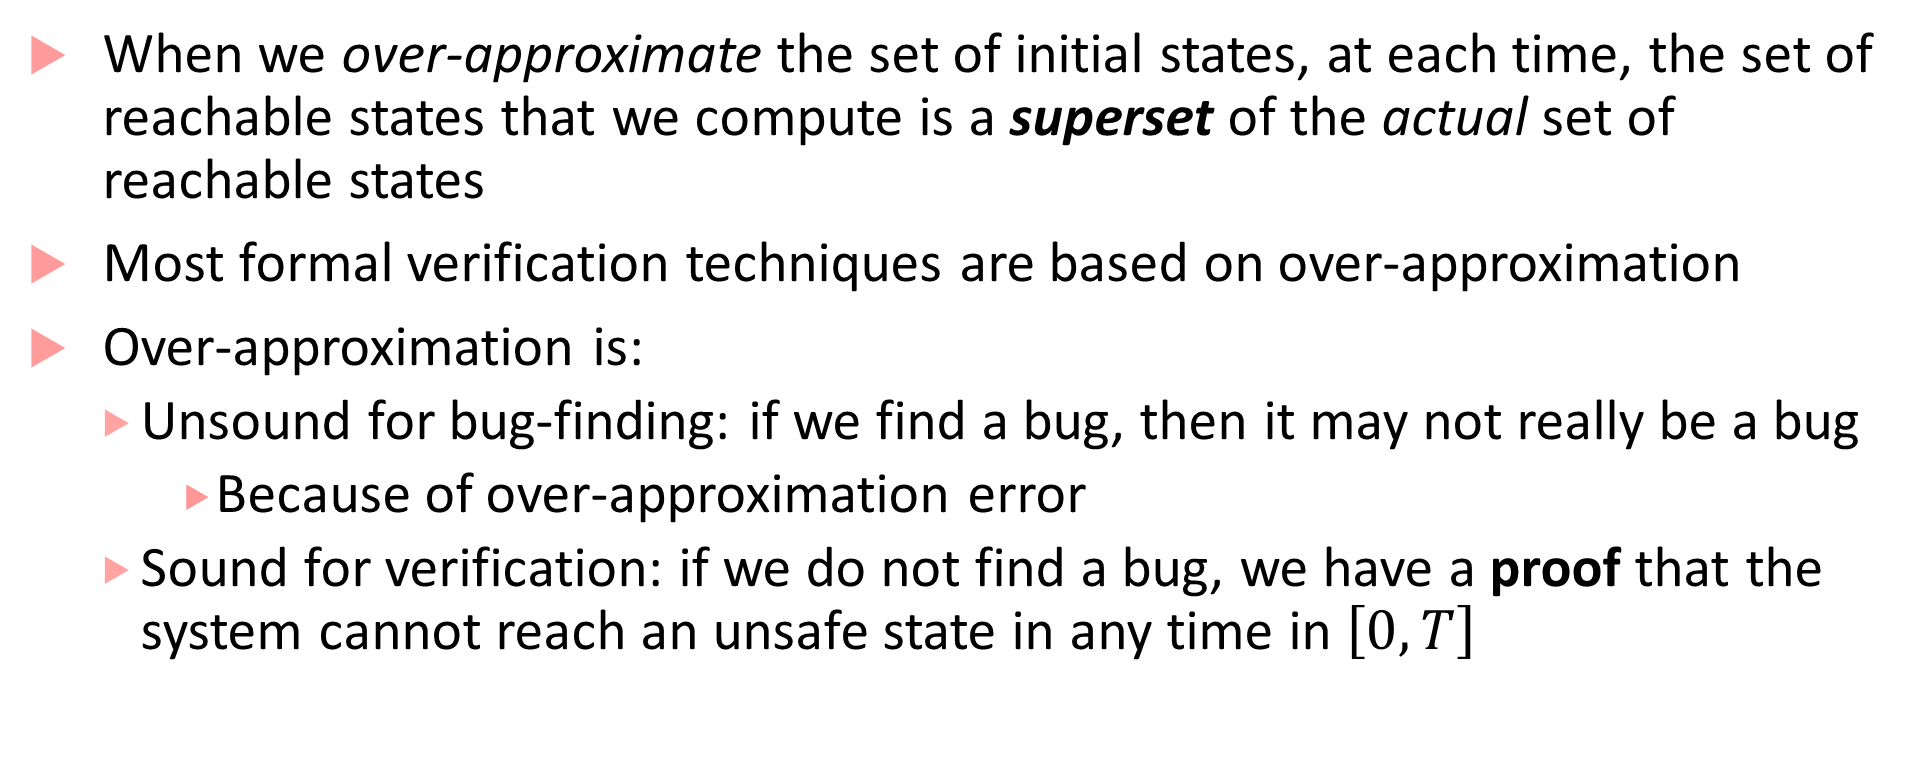 When we over-approximate the set of initial states, at each time, the set of
reachable states that we compute is a superset of the actual set of
reachable states
Most formal verification techniques are based on over-approximation
Over-approximation is:
Unsound for bug-finding: if we find a bug, then it may not really be a bug
Because of over-approximation error
Sound for verification: if we do not find a bug, we have a proof that the
system cannot reach an unsafe state in any time in [0, T]